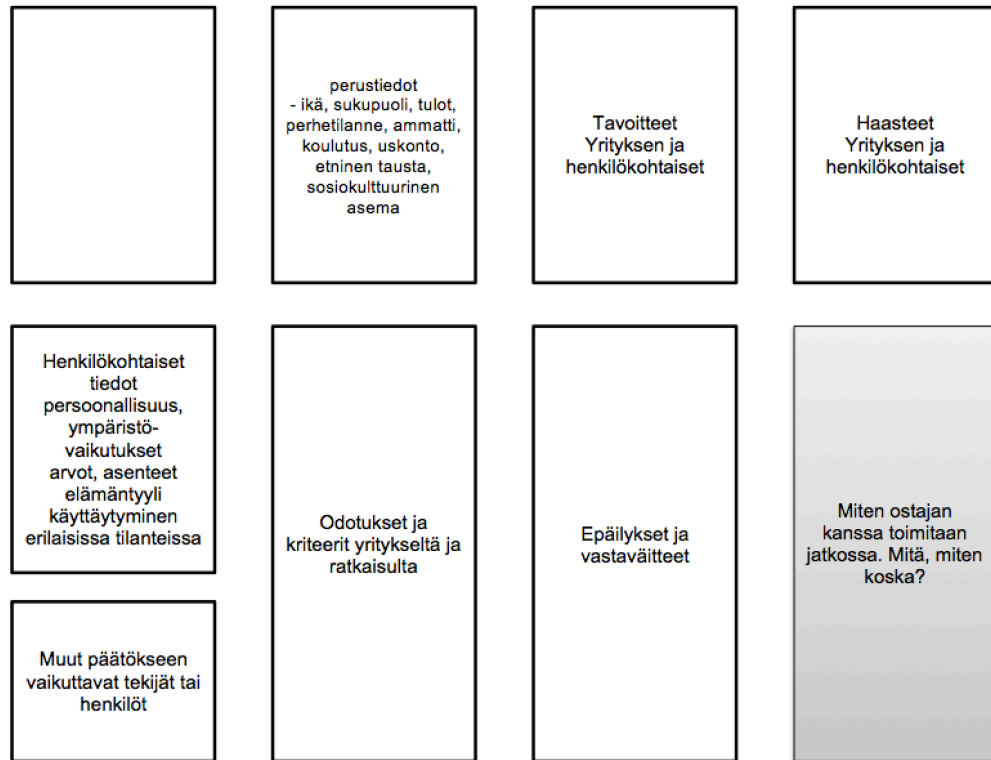 perustiedot
- ikä, sukupuoli, tulot,
perhetilanne, ammatti,
koulutus, uskonto,
etninen tausta,
sosiokulttuurinen
asema
Tavoitteet
Yrityksen ja
henkilökohtaiset
Haasteet
Yrityksen ja
henkilökohtaiset
Henkilökohtaiset
tiedot
persoonallisuus,
ympäristö-
vaikutukset
arvot, asenteet
elämäntyyli
käyttäytyminen
erilaisissa tilanteissa
Muut päätökseen
vaikuttavat tekijät tai
henkilöt
Odotukset ja
kriteerit yritykseltä ja
ratkaisulta
Epäilykset ja
vastaväitteet
Miten ostajan
kanssa toimitaan
jatkossa. Mitä, miten
koska?